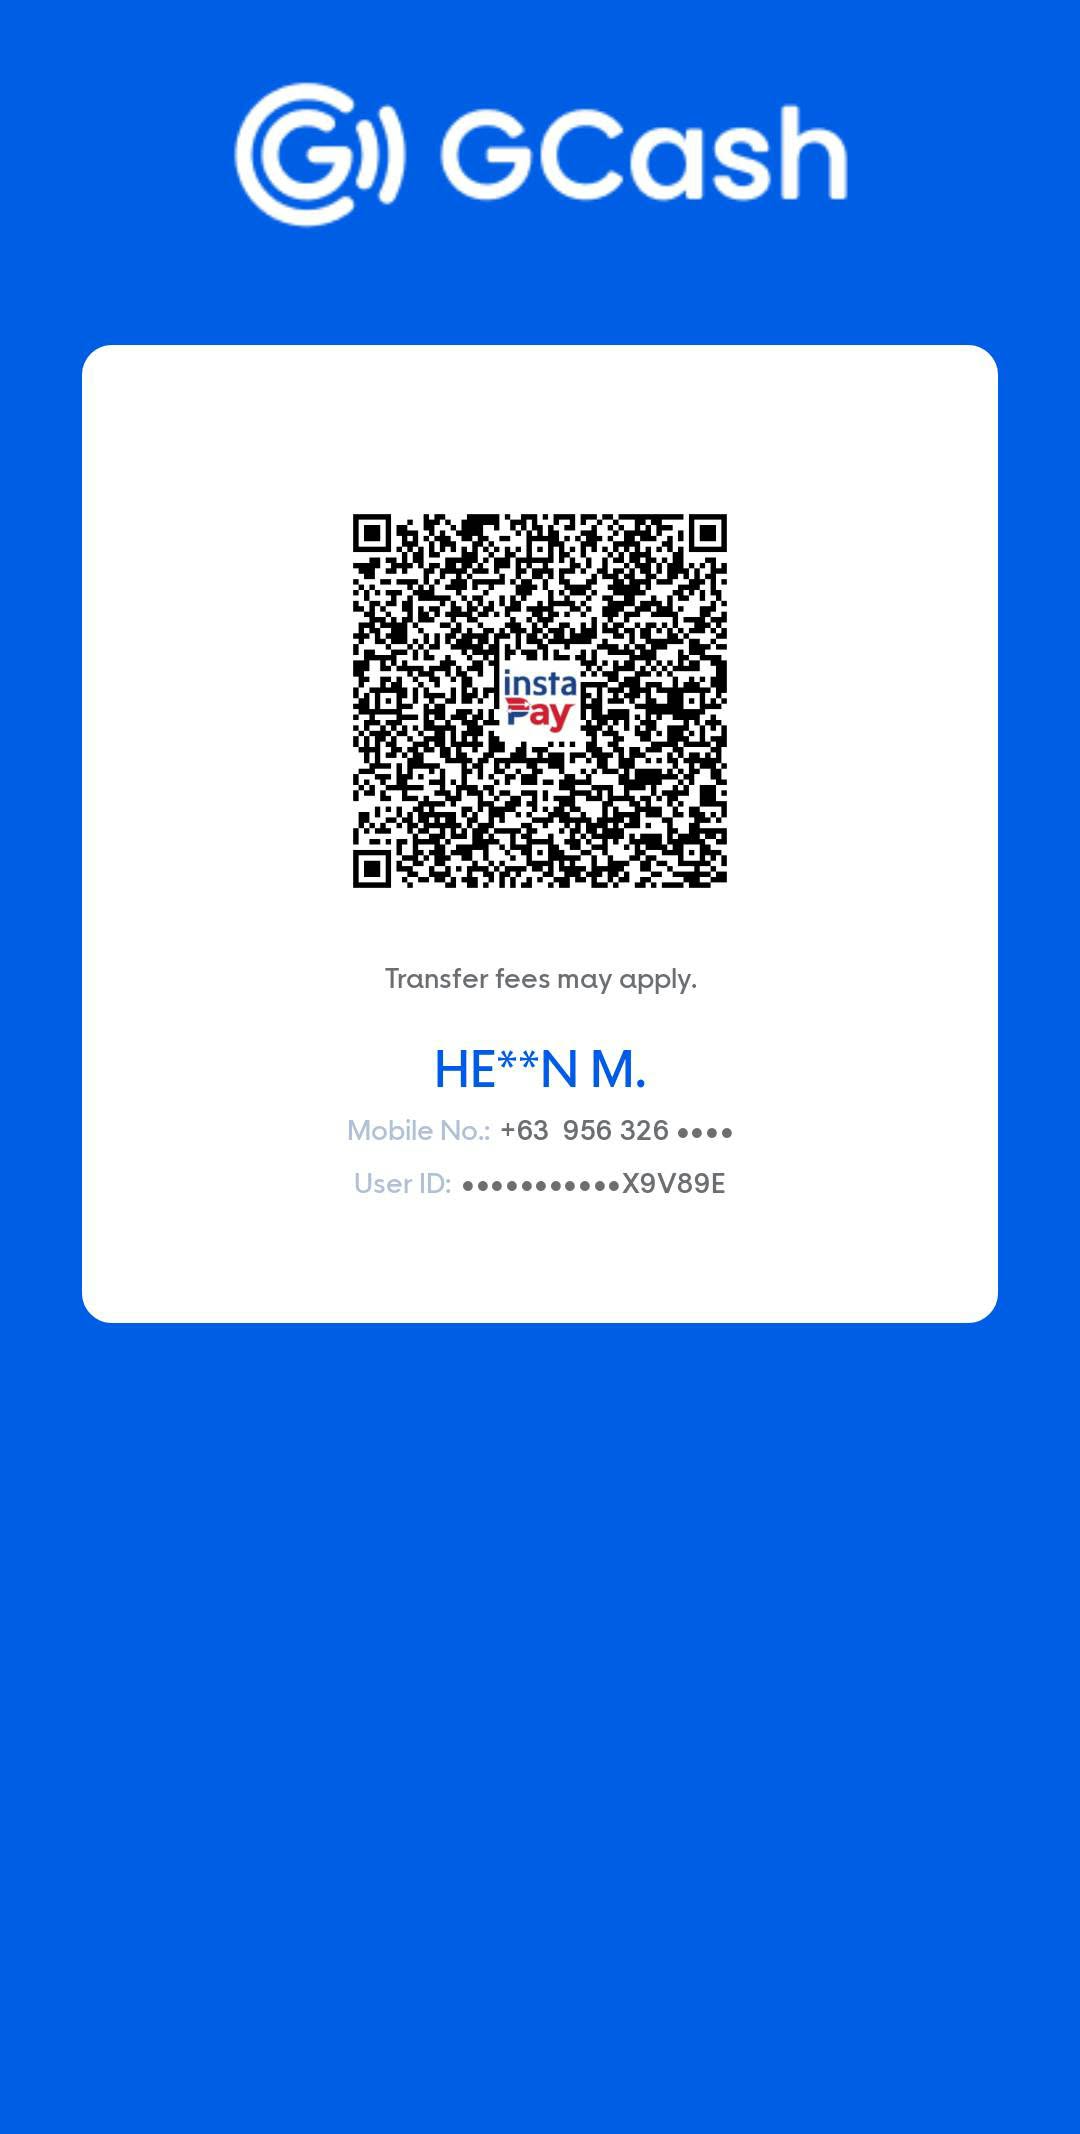 GCash
insta
Pay
Transfer fees may apply.
HE**N M.
Mobile No.: +63 956 326 ••••
User ID: •••••••••••X9V89E